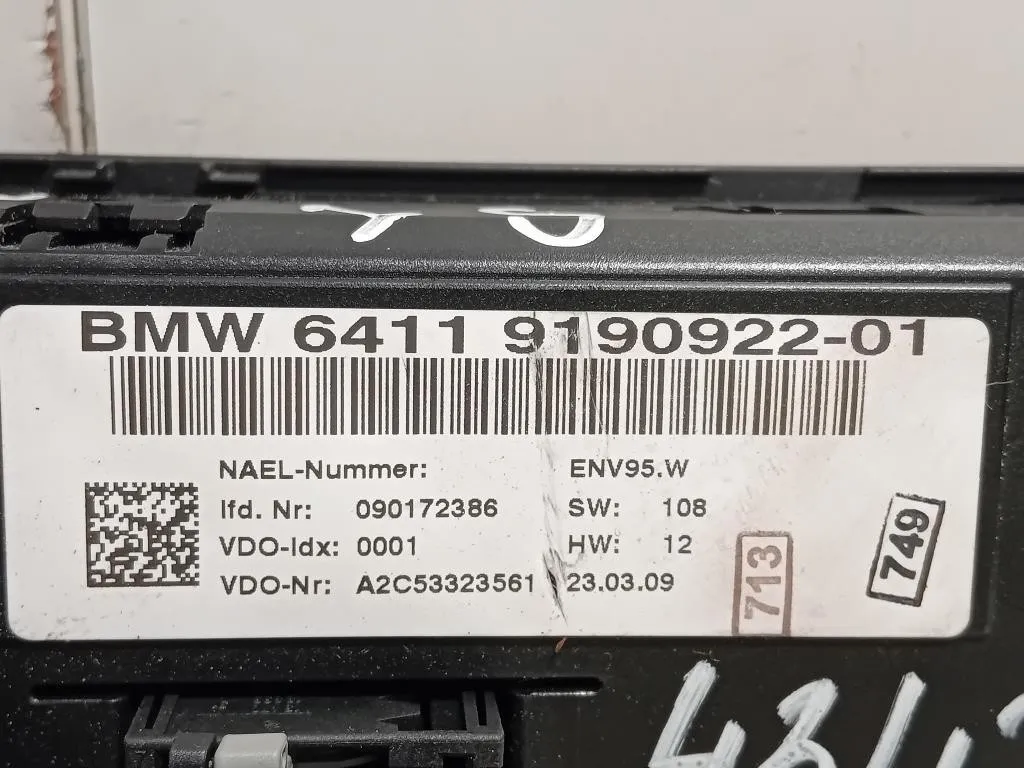 BMW 6411 9190922-01
NAEL-Nummer: ENV95.W
lfd. Nr: 090172386 SW: 108
VDO-Idx: 0001 HW: 12
VDO-Nr: A2C53323561 23.03.09
713
749